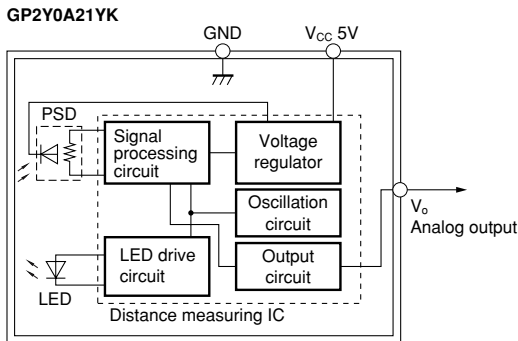 GP2Y0A21YK
GND
VCC 5V
PSD
Signal
processing
circuit
Voltage
regulator
Oscillation
circuit
Vo
Analog output
LED drive
circuit
Output
circuit
LED
Distance measuring IC